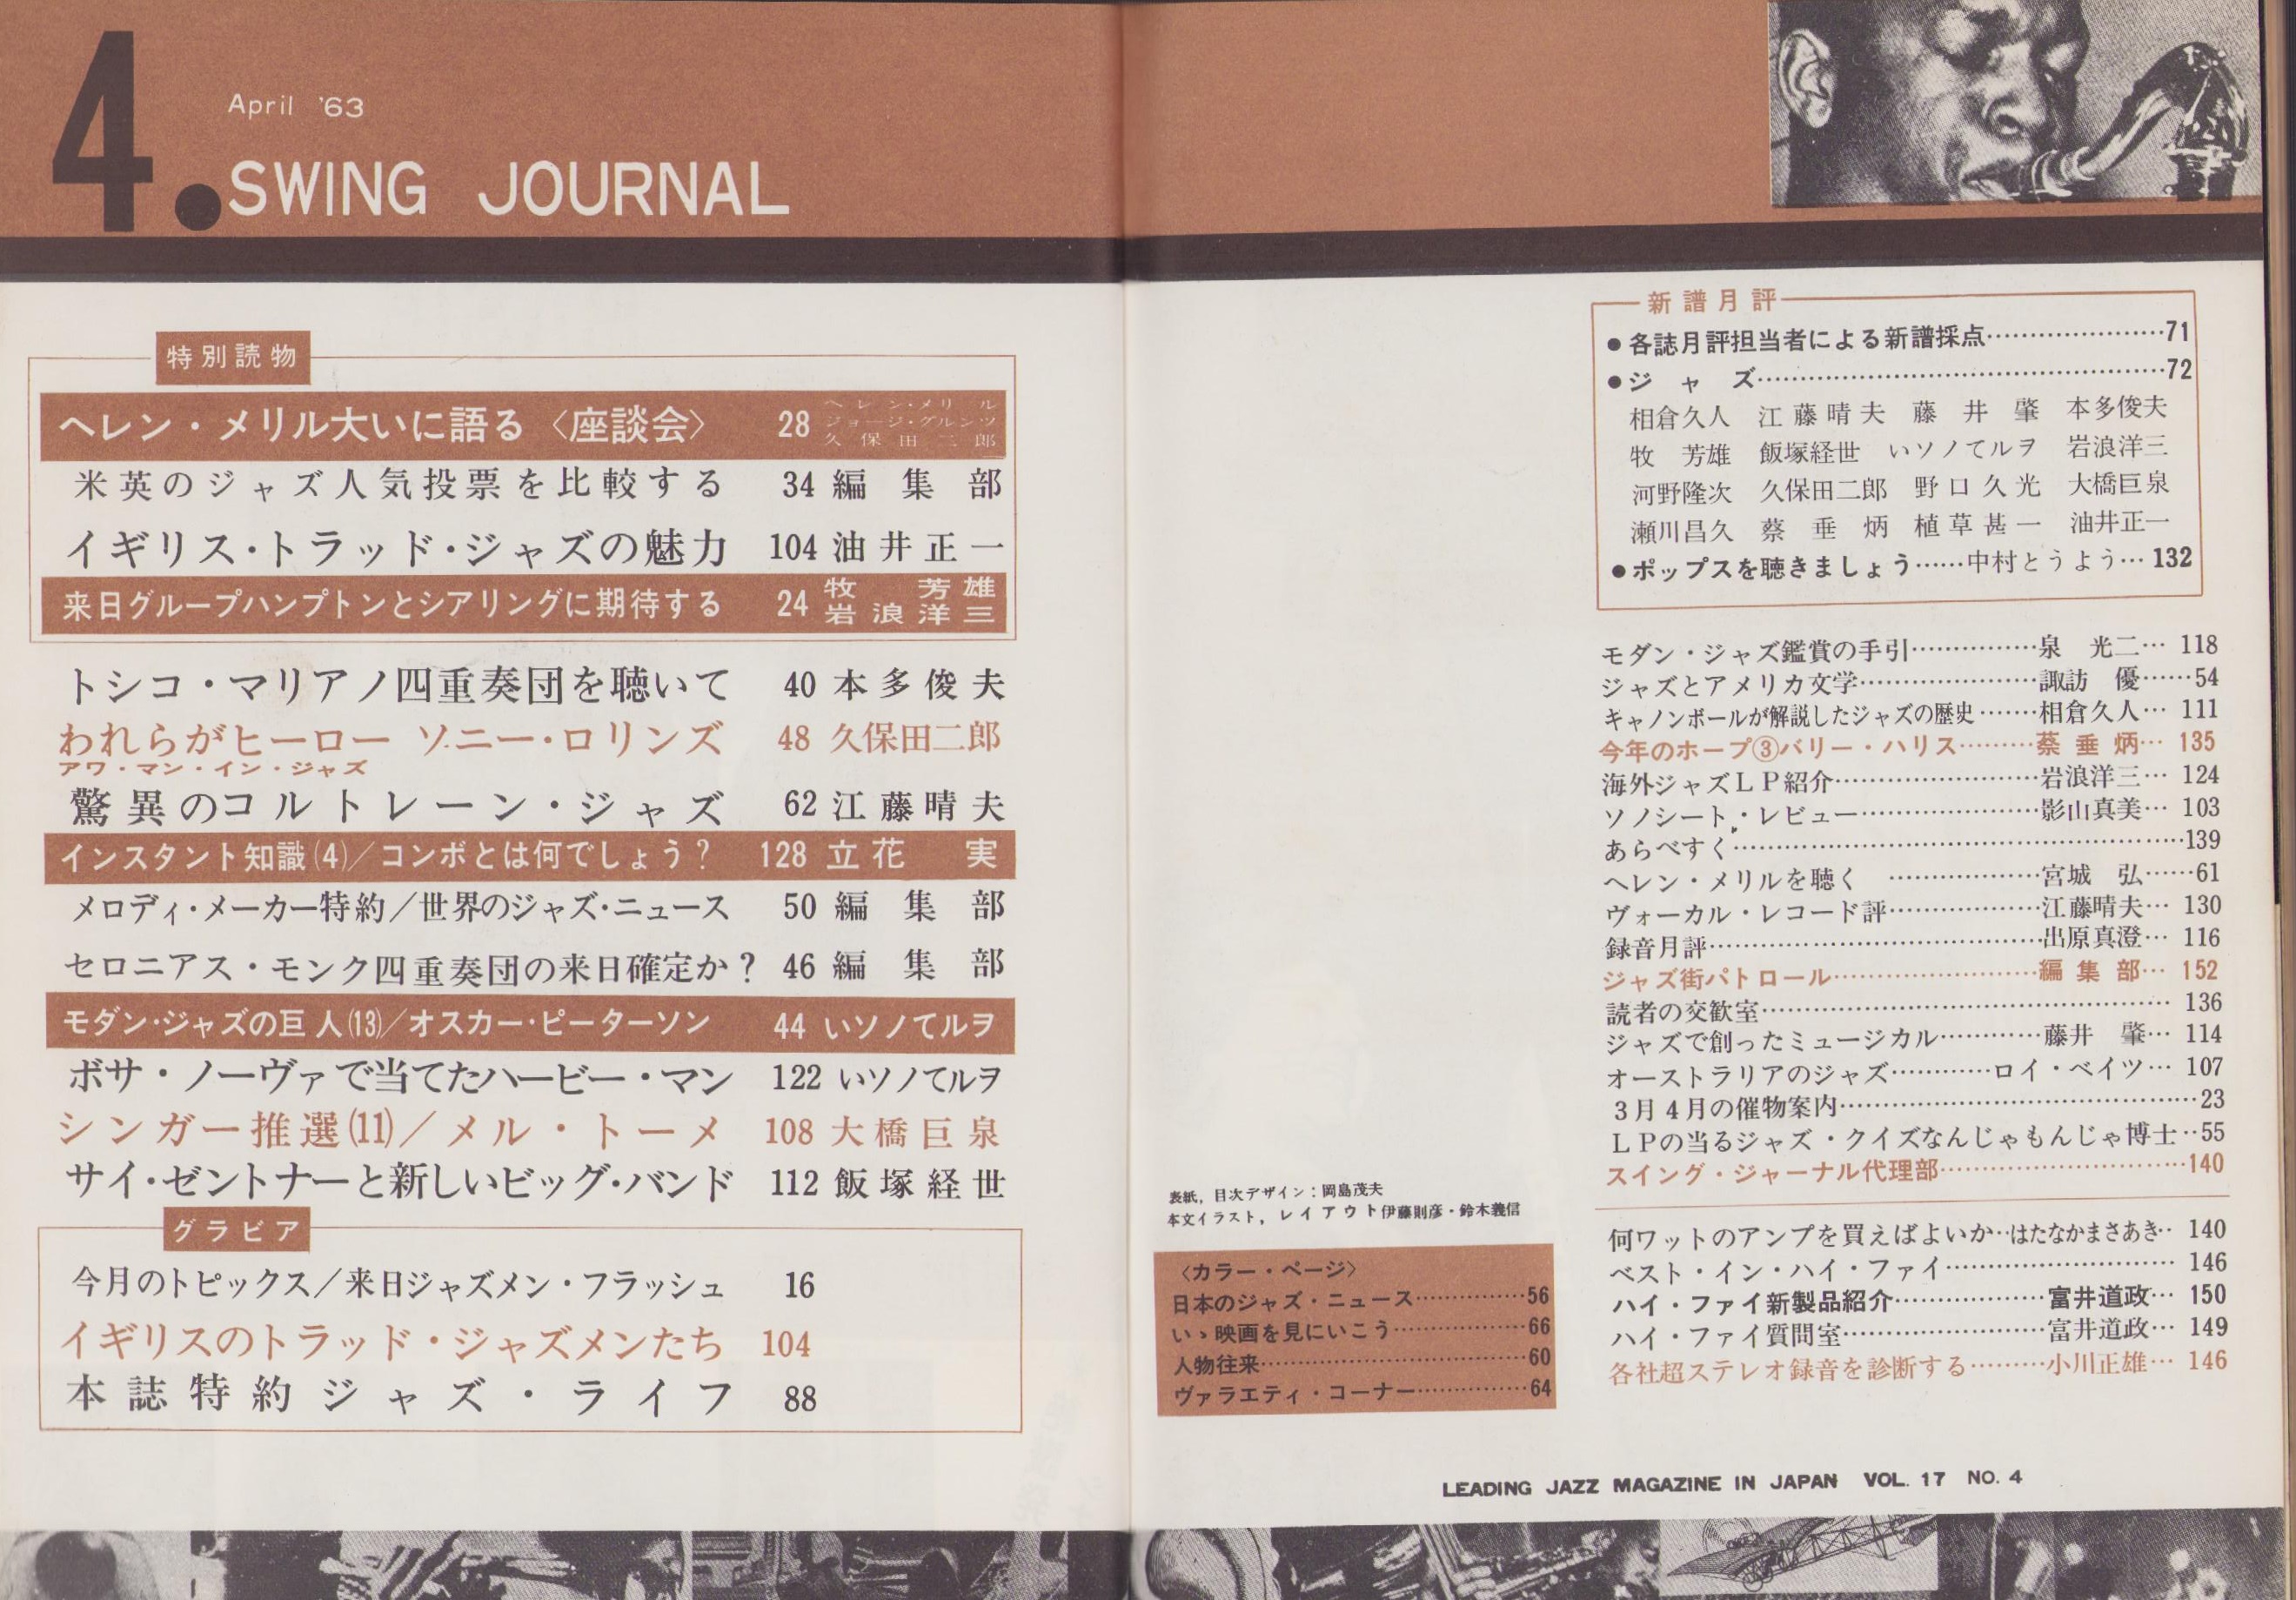 4.
April '63
SWING JOURNAL
特別読物
ヘレン・メリル大いに語る〈座談会〉 28 ヘレン・メリル
ジョージ・グルンツ
久保田二郎
米英のジャズ人気投票を比較する 34 編集部
イギリス・トラッド・ジャズの魅力 104 油井正一
来日グループハンプトンとシアリングに期待する 24 牧芳雄
岩浪洋三
トシコ・マリアノ四重奏団を聴いて 40 本多俊夫
われらがヒーロー ソニー・ロリンズ 48 久保田二郎
アワ・マン・イン・ジャズ
驚異のコルトレーン・ジャズ 62 江藤晴夫
インスタント知識(4)/コンボとは何でしょう? 128 立花実
メロディ・メーカー特約/世界のジャズ・ニュース 50 編集部
セロニアス・モンク四重奏団の来日確定か? 46 編集部
モダン・ジャズの巨人(13)/オスカー・ピーターソン 44 いソノてルヲ
ボサ・ノーヴァで当てたハービー・マン 122 いソノてルヲ
シンガー推選(11)/メル・トーメ 108 大橋巨泉
サイ・ゼントナーと新しいビッグ・バンド 112 飯塚経世
グラビア
今月のトピックス/来日ジャズメン・フラッシュ 16
イギリスのトラッド・ジャズメンたち 104
本誌特約ジャズ・ライフ 88
表紙,目次デザイン:岡島茂夫
本文イラスト,レイアウト伊藤則彦・鈴木義信
〈カラー・ページ〉
日本のジャズ・ニュース……………56
いゝ映画を見にいこう………………66
人物往来………………………………60
ヴァラエティ・コーナー……………64
新譜月評
●各誌月評担当者による新譜採点…………………71
●ジャズ…………………………………………72
相倉久人 江藤晴夫 藤井肇 本多俊夫
牧芳雄 飯塚経世 いソノてルヲ 岩浪洋三
河野隆次 久保田二郎 野口久光 大橋巨泉
瀬川昌久 蔡垂炳 植草甚一 油井正一
●ポップスを聴きましょう……中村とうよう…132
モダン・ジャズ鑑賞の手引……………泉 光二…118
ジャズとアメリカ文学…………………諏訪 優……54
キャノンボールが解説したジャズの歴史……相倉久人…111
今年のホープ③バリー・ハリス………蔡垂炳…135
海外ジャズLP紹介……………………岩浪洋三…124
ソノシート・レビュー…………………影山真美…103
あらべすく………………………………………………139
ヘレン・メリルを聴く ………………宮城 弘……61
ヴォーカル・レコード評………………江藤晴夫…130
録音月評…………………………………出原真澄…116
ジャズ街パトロール……………………編集部…152
読者の交歓室…………………………………………136
ジャズで創ったミュージカル…………藤井 肇…114
オーストラリアのジャズ…………ロイ・ベイツ…107
3月4月の催物案内……………………………………23
LPの当るジャズ・クイズなんじゃもんじゃ博士‥55
スイング・ジャーナル代理部…………………………140
何ワットのアンプを買えばよいか‥はたなかまさあき‥140
ベスト・イン・ハイ・ファイ………………………146
ハイ・ファイ新製品紹介………………富井道政…150
ハイ・ファイ質問室……………………富井道政…149
各社超ステレオ録音を診断する………小川正雄…146
LEADING JAZZ MAGAZINE IN JAPAN VOL. 17 NO. 4